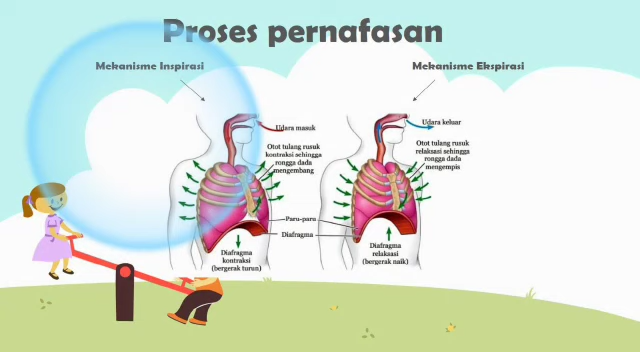 Proses pernafasan
Mekanisme Inspirasi
Mekanisme Ekspirasi
Udara masuk
Otot tulang rusuk
kontraksi sehingga
rongga dada
mengembang
Udara keluar
Otot tulang rusuk
relaksasi sehingga
rongga dada
mengempis
Paru-paru
Diafragma
Diafragma
kontraksi
(bergerak turun)
Diafragma
relaksasi
(bergerak naik)